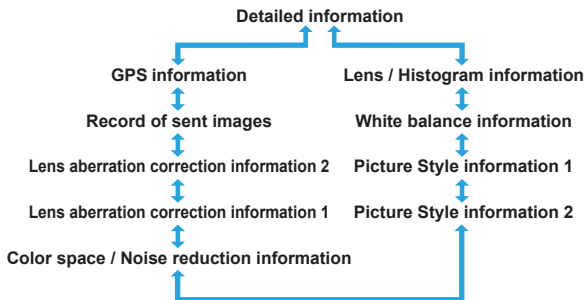 Detailed information
GPS information
Lens / Histogram information
Record of sent images
White balance information
Lens aberration correction information 2
Picture Style information 1
Lens aberration correction information 1
Picture Style information 2
Color space / Noise reduction information